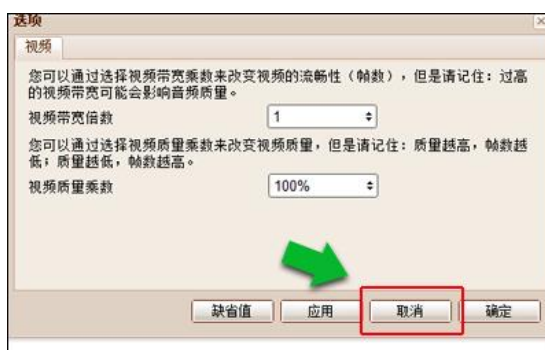 选项
视频
您可以通过选择视频带宽乘数来改变视频的流畅性（帧数），但是请记住：过高
的视频带宽可能会影响音频质量。
视频带宽倍数 1
您可以通过选择视频质量乘数来改变视频质量，但是请记住：质量越高，帧数越
低；质量越低，帧数越高。
视频质量乘数 100%
缺省值 应用 取消 确定